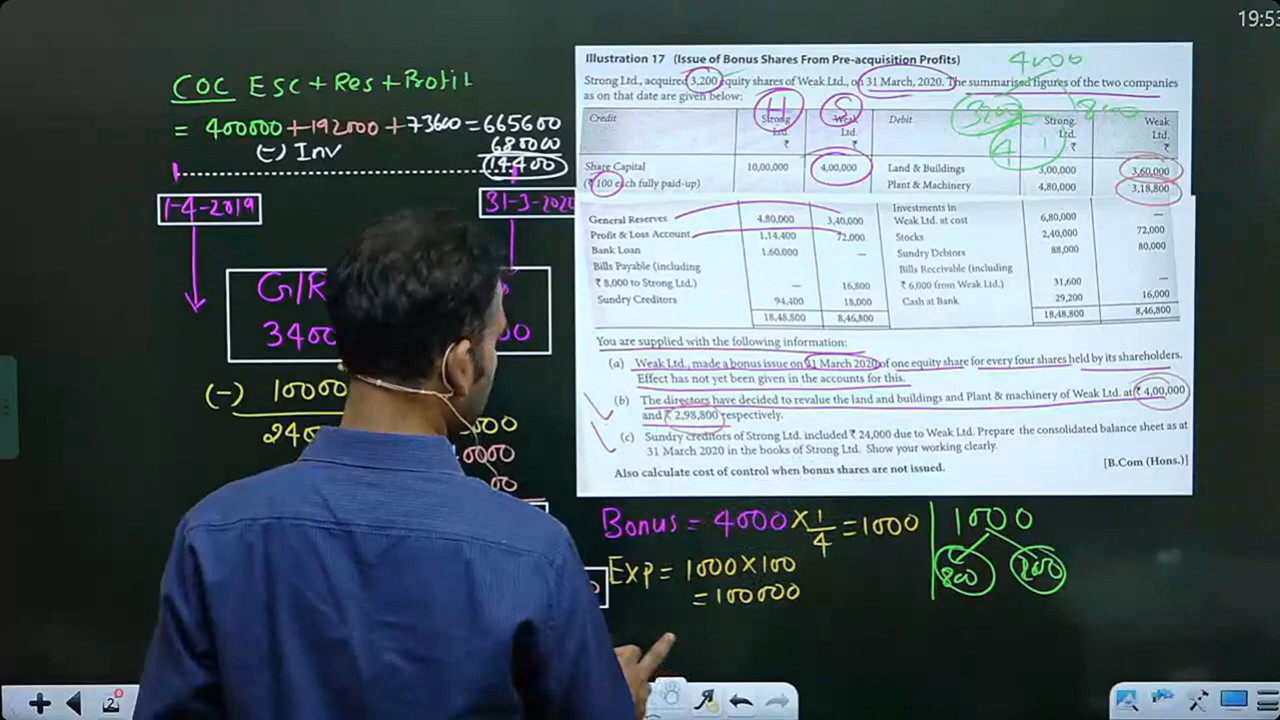 19:53
COC Esc + Res + Profit
= 400000 + 192000 + 73600 = 665600
(-) Inv 680000
14400
1-4-2019
31-3-2020
G/R
3400
(-) 10000
240
Illustration 17 (Issue of Bonus Shares From Pre-acquisition Profits)
Strong Ltd., acquired 3,200 equity shares of Weak Ltd., on 31 March, 2020. The summarised figures of the two companies
as on that date are given below:
4000
3200
800
4 1
H S
Credit Strong Ltd. ₹ Weak Ltd. ₹ Debit Strong. Ltd. ₹ Weak Ltd. ₹
Share Capital 10,00,000 4,00,000 Land & Buildings 3,00,000 3,60,000
(₹ 100 each fully paid-up) Plant & Machinery 4,80,000 3,18,800
Investments in
General Reserves 4,80,000 3,40,000 Weak Ltd. at cost 6,80,000 —
Profit & Loss Account 1,14,400 72,000 Stocks 2,40,000 72,000
Bank Loan 1,60,000 — Sundry Debtors 88,000 80,000
Bills Payable (including Bills Receivable (including
₹ 8,000 to Strong Ltd.) — 16,800 ₹ 6,000 from Weak Ltd.) 31,600 —
Sundry Creditors 94,400 18,000 Cash at Bank 29,200 16,000
18,48,800 8,46,800 18,48,800 8,46,800
You are supplied with the following information:
(a) Weak Ltd., made a bonus issue on 31 March 2020 of one equity share for every four shares held by its shareholders.
Effect has not yet been given in the accounts for this.
(b) The directors have decided to revalue the land and buildings and Plant & machinery of Weak Ltd. at ₹ 4,00,000
and ₹ 2,98,800 respectively.
(c) Sundry creditors of Strong Ltd. included ₹ 24,000 due to Weak Ltd. Prepare the consolidated balance sheet as at
31 March 2020 in the books of Strong Ltd. Show your working clearly.
Also calculate cost of control when bonus shares are not issued. [B.Com (Hons.)]
Bonus = 4000 × 1/4 = 1000
Exp = 1000 × 100
= 100000
1000
800 200